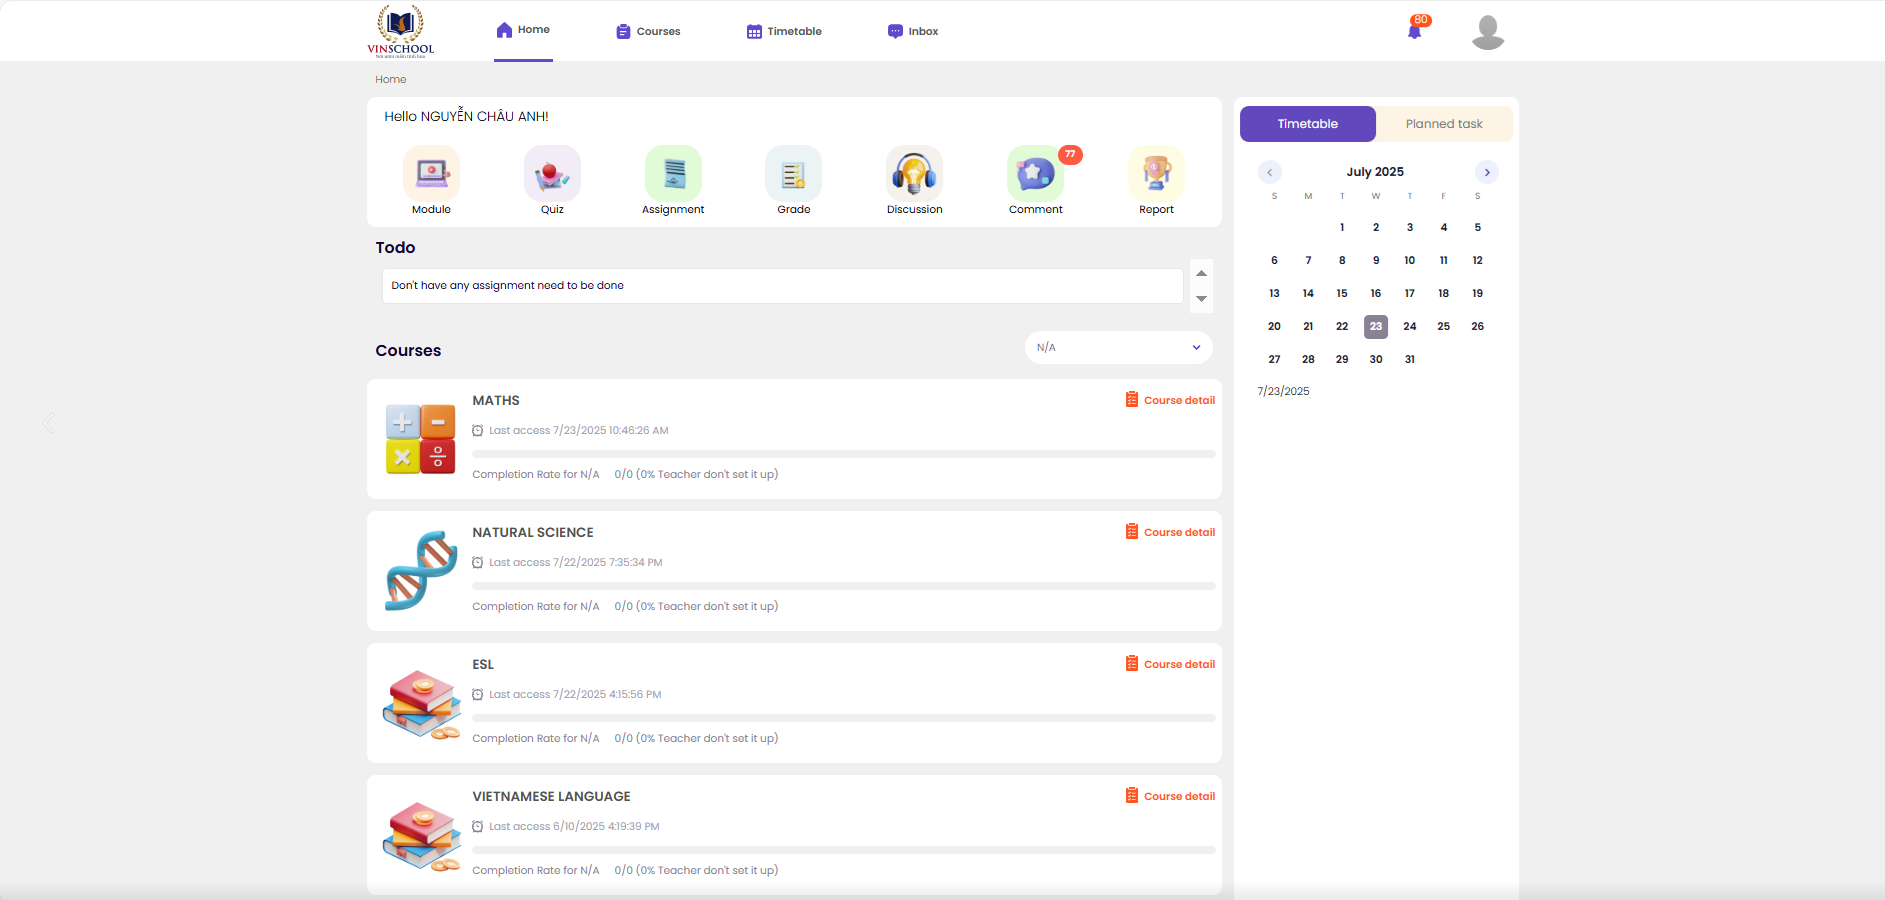 VINSCHOOL
Home
Courses
Timetable
Inbox
80
Home
Hello NGUYỄN CHÂU ANH!
Module
Quiz
Assignment
Grade
Discussion
77
Comment
Report
Todo
Don't have any assignment need to be done
Courses
N/A
MATHS
Course detail
Last access 7/23/2025 10:46:26 AM
Completion Rate for N/A 0/0 (0% Teacher don't set it up)
NATURAL SCIENCE
Course detail
Last access 7/22/2025 7:35:34 PM
Completion Rate for N/A 0/0 (0% Teacher don't set it up)
ESL
Course detail
Last access 7/22/2025 4:15:56 PM
Completion Rate for N/A 0/0 (0% Teacher don't set it up)
VIETNAMESE LANGUAGE
Course detail
Last access 6/10/2025 4:19:39 PM
Completion Rate for N/A 0/0 (0% Teacher don't set it up)
Timetable
Planned task
July 2025
S M T W T F S
1 2 3 4 5
6 7 8 9 10 11 12
13 14 15 16 17 18 19
20 21 22 23 24 25 26
27 28 29 30 31
7/23/2025